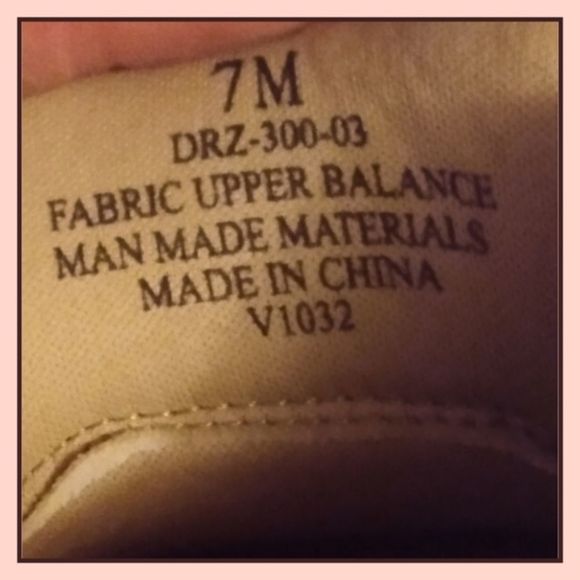 7M
DRZ-300-03
FABRIC UPPER BALANCE
MAN MADE MATERIALS
MADE IN CHINA
V1032